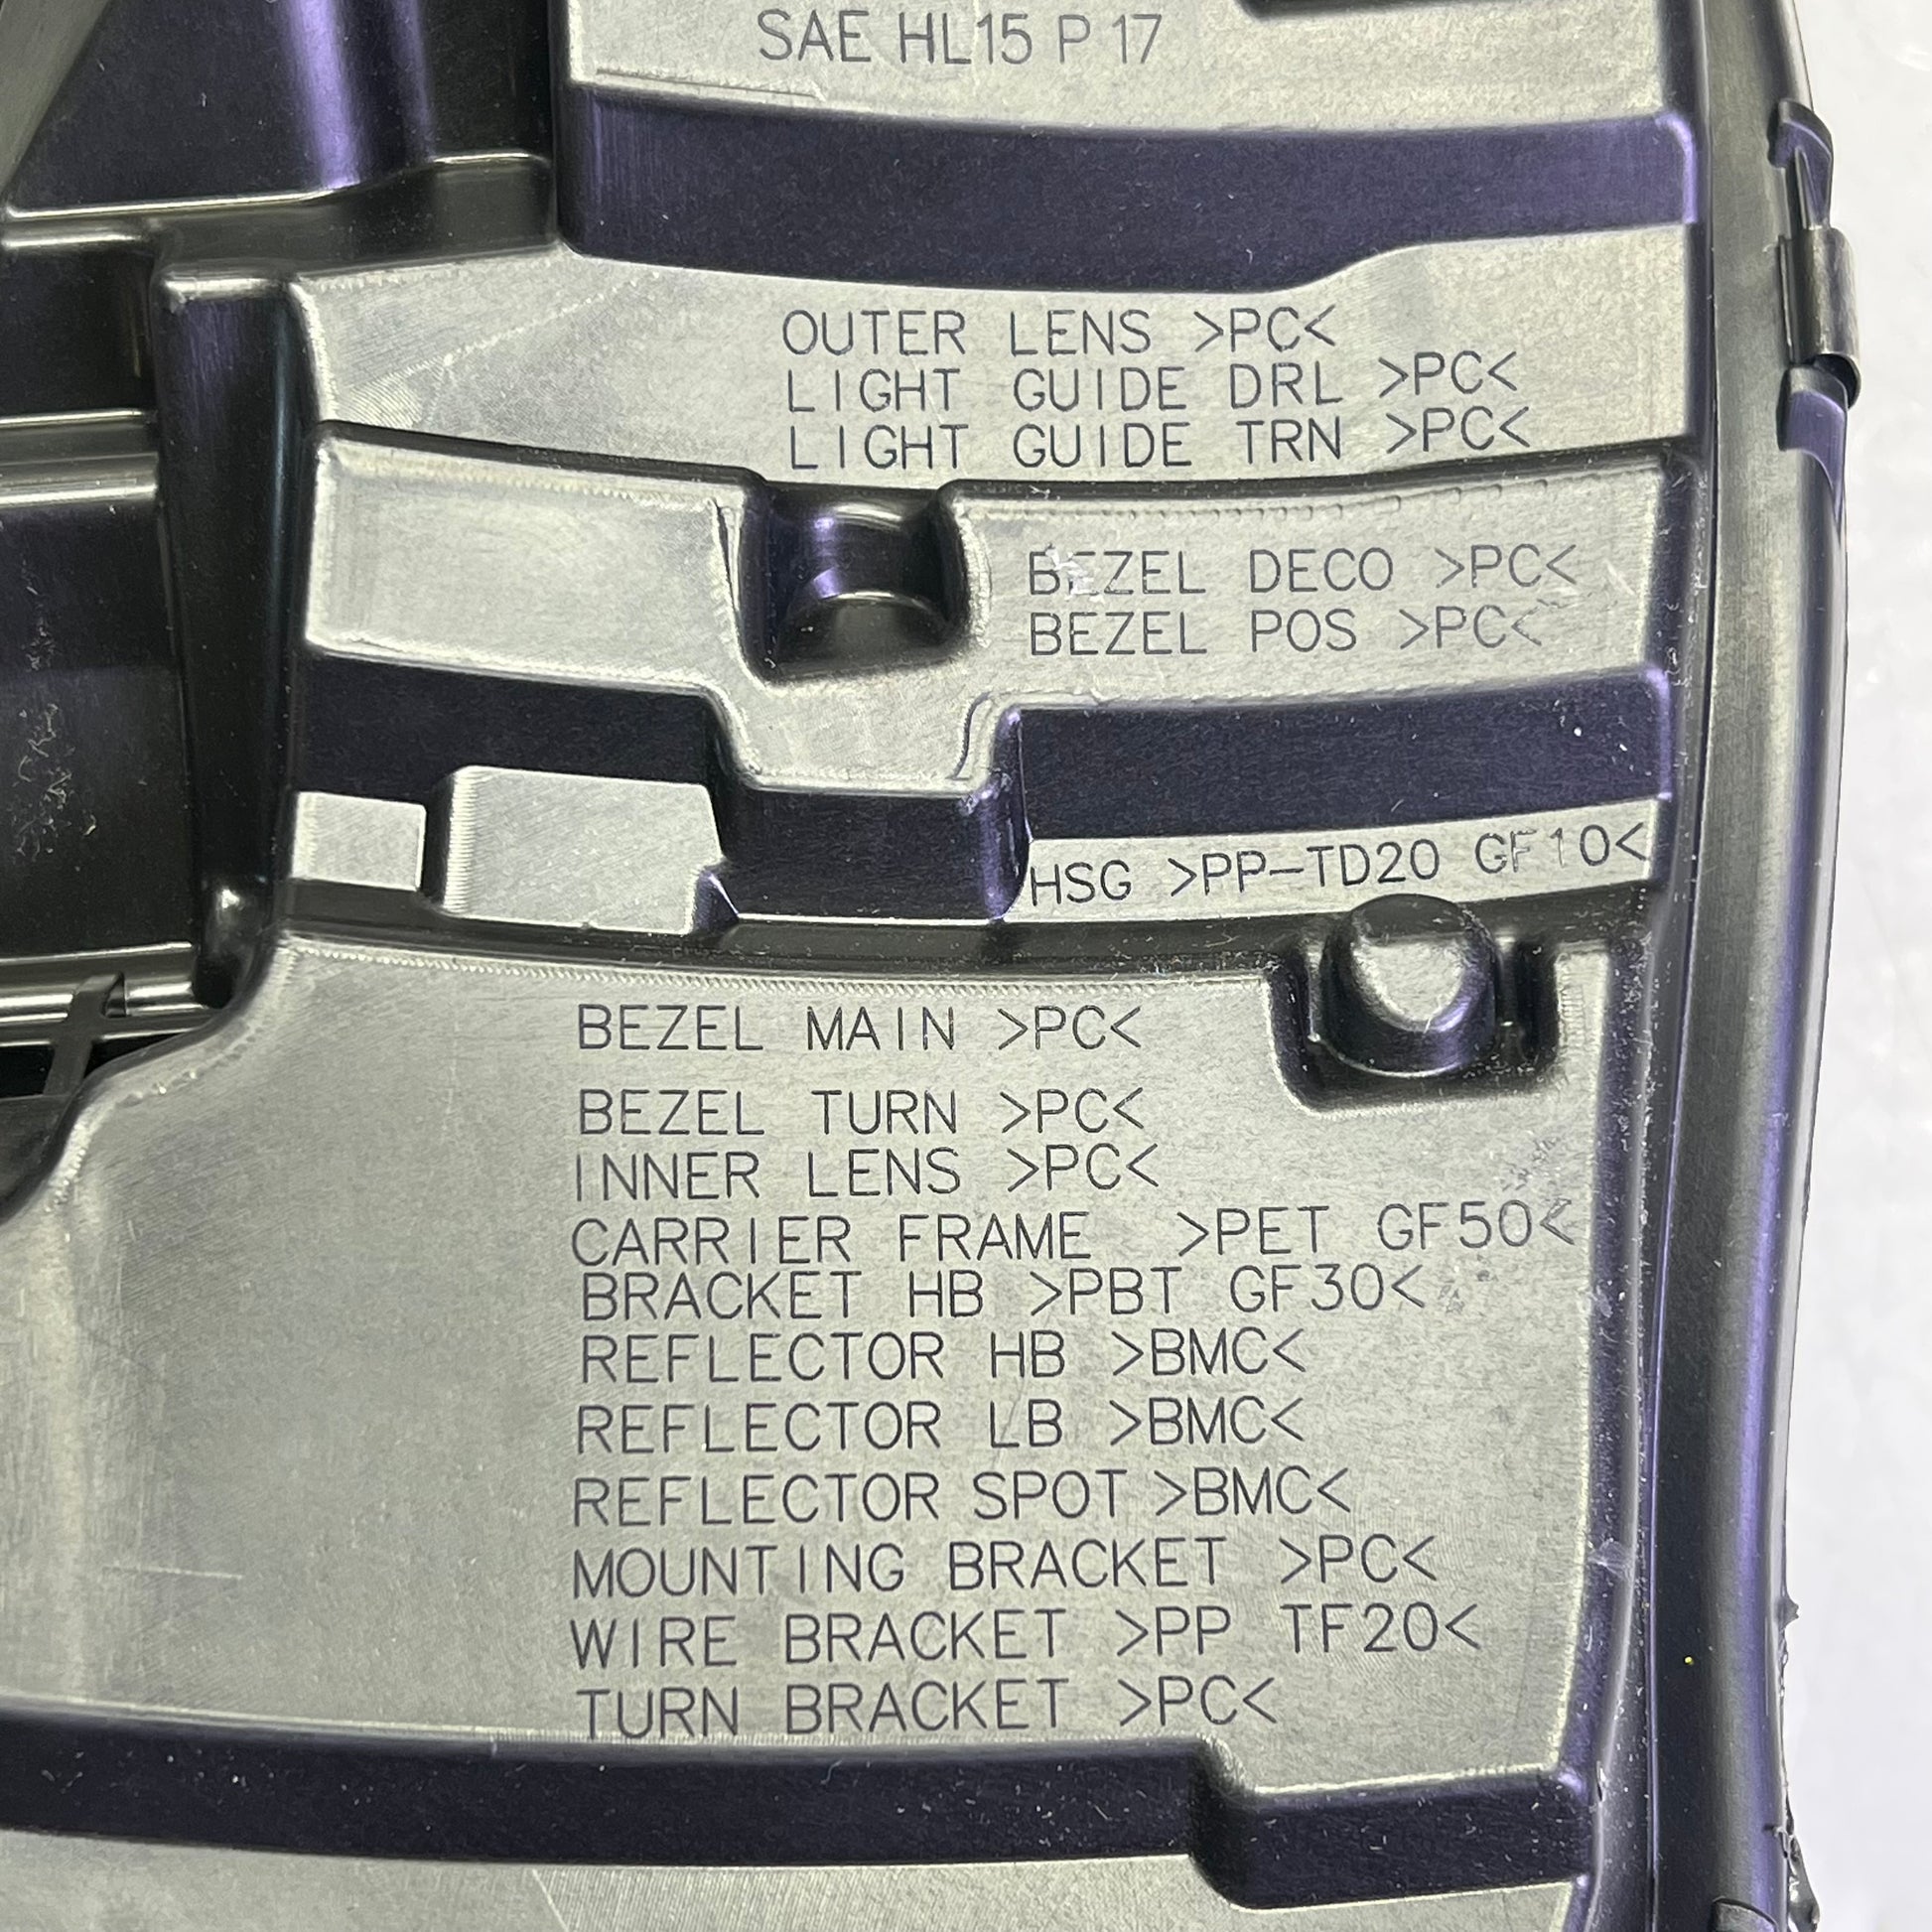 SAE HL15 P 17
OUTER LENS >PC<
LIGHT GUIDE DRL >PC<
LIGHT GUIDE TRN >PC<
BEZEL DECO >PC<
BEZEL POS >PC<
HSG >PP-TD20 GF10<
BEZEL MAIN >PC<
BEZEL TURN >PC<
INNER LENS >PC<
CARRIER FRAME >PET GF50<
BRACKET HB >PBT GF30<
REFLECTOR HB >BMC<
REFLECTOR LB >BMC<
REFLECTOR SPOT >BMC<
MOUNTING BRACKET >PC<
WIRE BRACKET >PP TF20<
TURN BRACKET >PC<